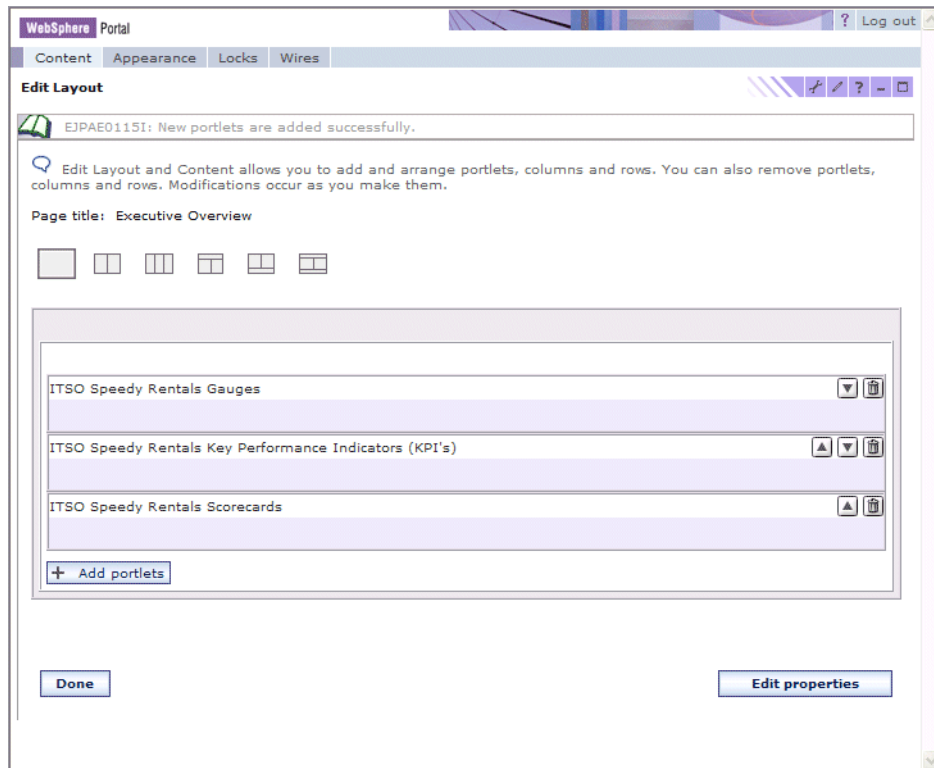 WebSphere Portal
? Log out
Content Appearance Locks Wires
Edit Layout
?
EJPAE0115I: New portlets are added successfully.
Edit Layout and Content allows you to add and arrange portlets, columns and rows. You can also remove portlets,
columns and rows. Modifications occur as you make them.
Page title: Executive Overview
ITSO Speedy Rentals Gauges
ITSO Speedy Rentals Key Performance Indicators (KPI's)
ITSO Speedy Rentals Scorecards
+ Add portlets
Done
Edit properties